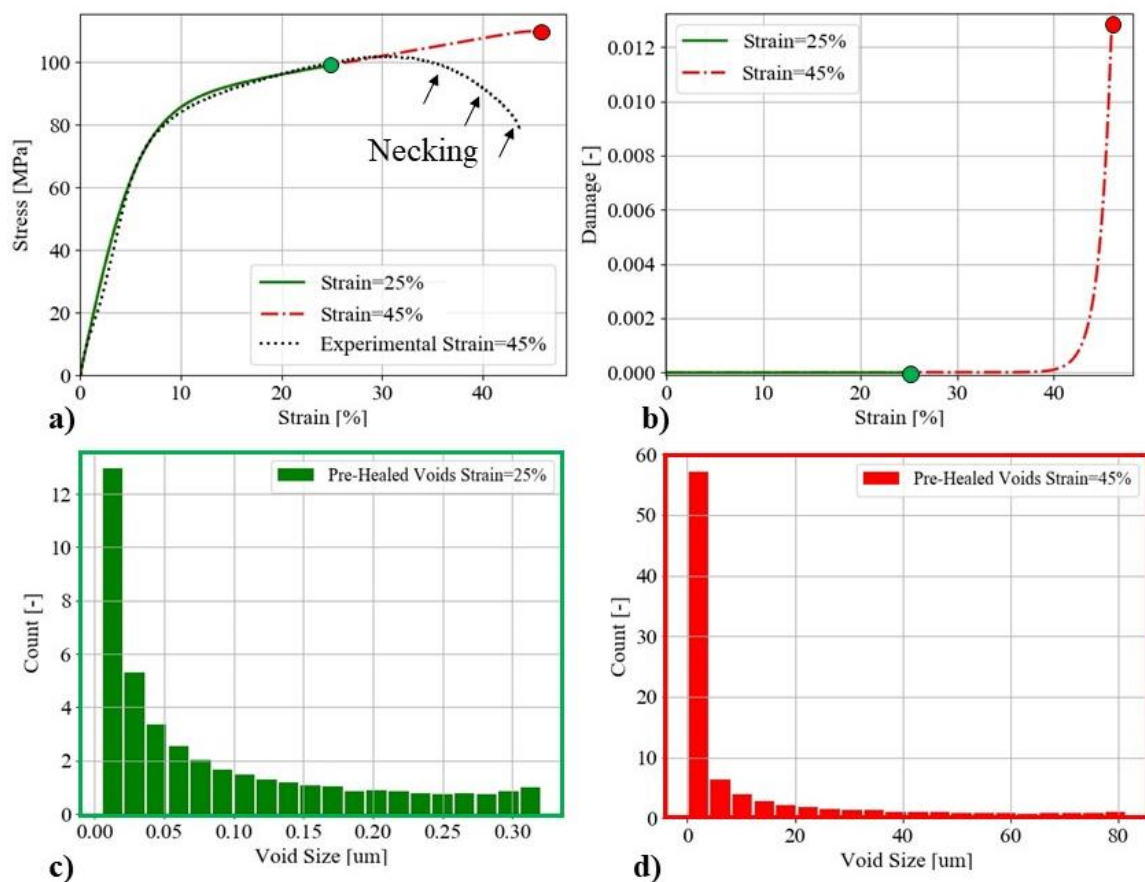 Stress [MPa]
100
80
60
40
20
0
0
10
20
30
40
Strain [%]
Necking
Strain=25%
Strain=45%
Experimental Strain=45%
a)
Damage [-]
0.012
0.010
0.008
0.006
0.004
0.002
0.000
0
10
20
30
40
Strain [%]
Strain=25%
Strain=45%
b)
Count [-]
12
10
8
6
4
2
0
0.00
0.05
0.10
0.15
0.20
0.25
0.30
Void Size [um]
Pre-Healed Voids Strain=25%
c)
Count [-]
60
50
40
30
20
10
0
0
20
40
60
80
Void Size [um]
Pre-Healed Voids Strain=45%
d)